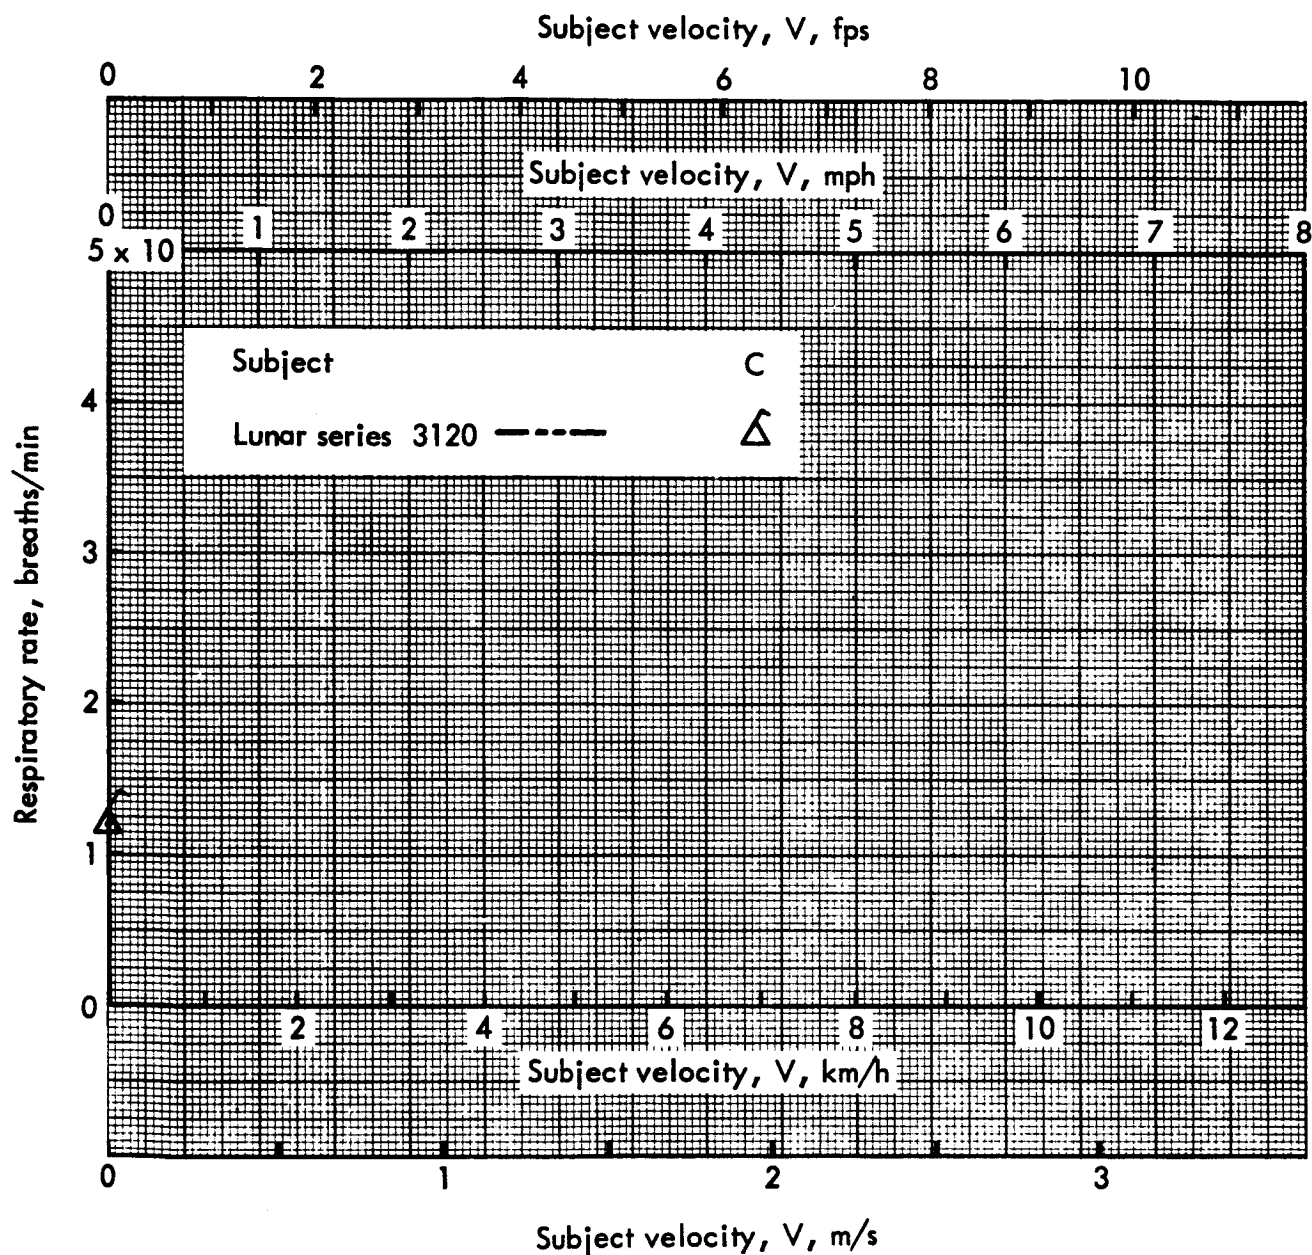 Subject velocity, V, fps
0 2 4 6 8 10
Subject velocity, V, mph
0 1 2 3 4 5 6 7 8
5 x 10
Subject C
Lunar series 3120
4
3
2
1
0
Respiratory rate, breaths/min
2 4 6 8 10 12
Subject velocity, V, km/h
0 1 2 3
Subject velocity, V, m/s